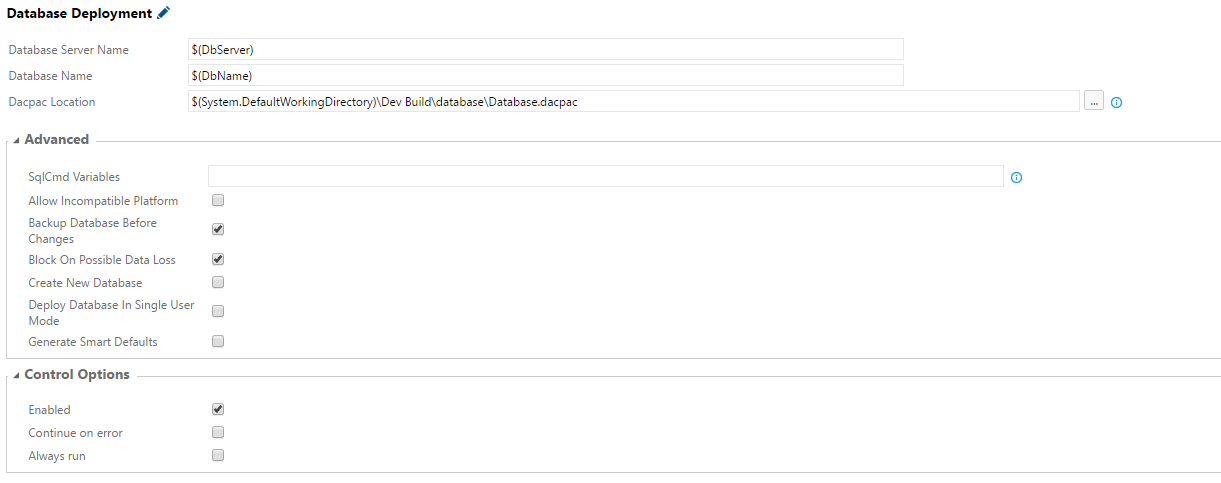 Database Deployment
Database Server Name $(DbServer)
Database Name $(DbName)
Dacpac Location $(System.DefaultWorkingDirectory)\Dev Build\database\Database.dacpac ...
Advanced
SqlCmd Variables
Allow Incompatible Platform
Backup Database Before
Changes
Block On Possible Data Loss
Create New Database
Deploy Database In Single User
Mode
Generate Smart Defaults
Control Options
Enabled
Continue on error
Always run